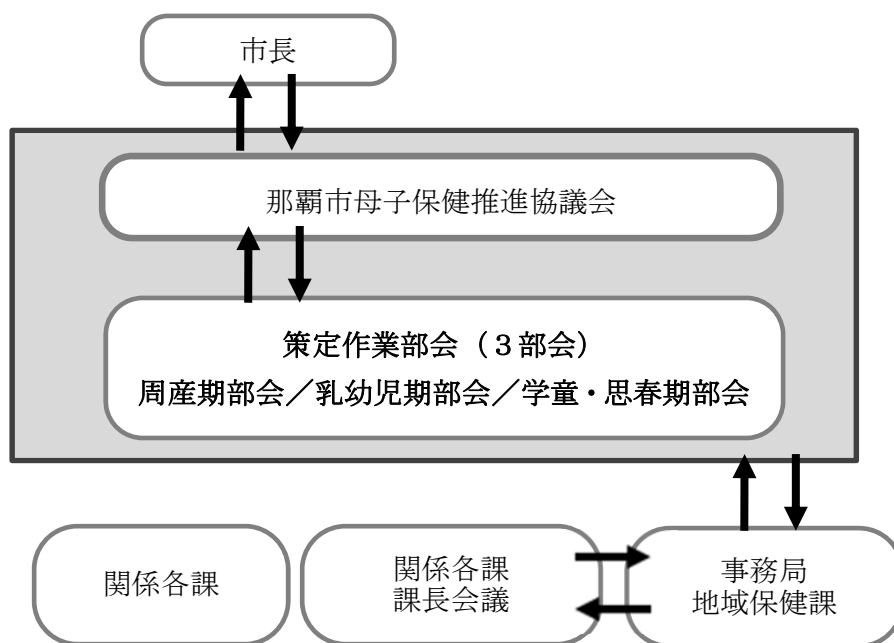 市長
那覇市母子保健推進協議会
策定作業部会（３部会）
周産期部会／乳幼児期部会／学童・思春期部会
関係各課
関係各課
課長会議
事務局
地域保健課